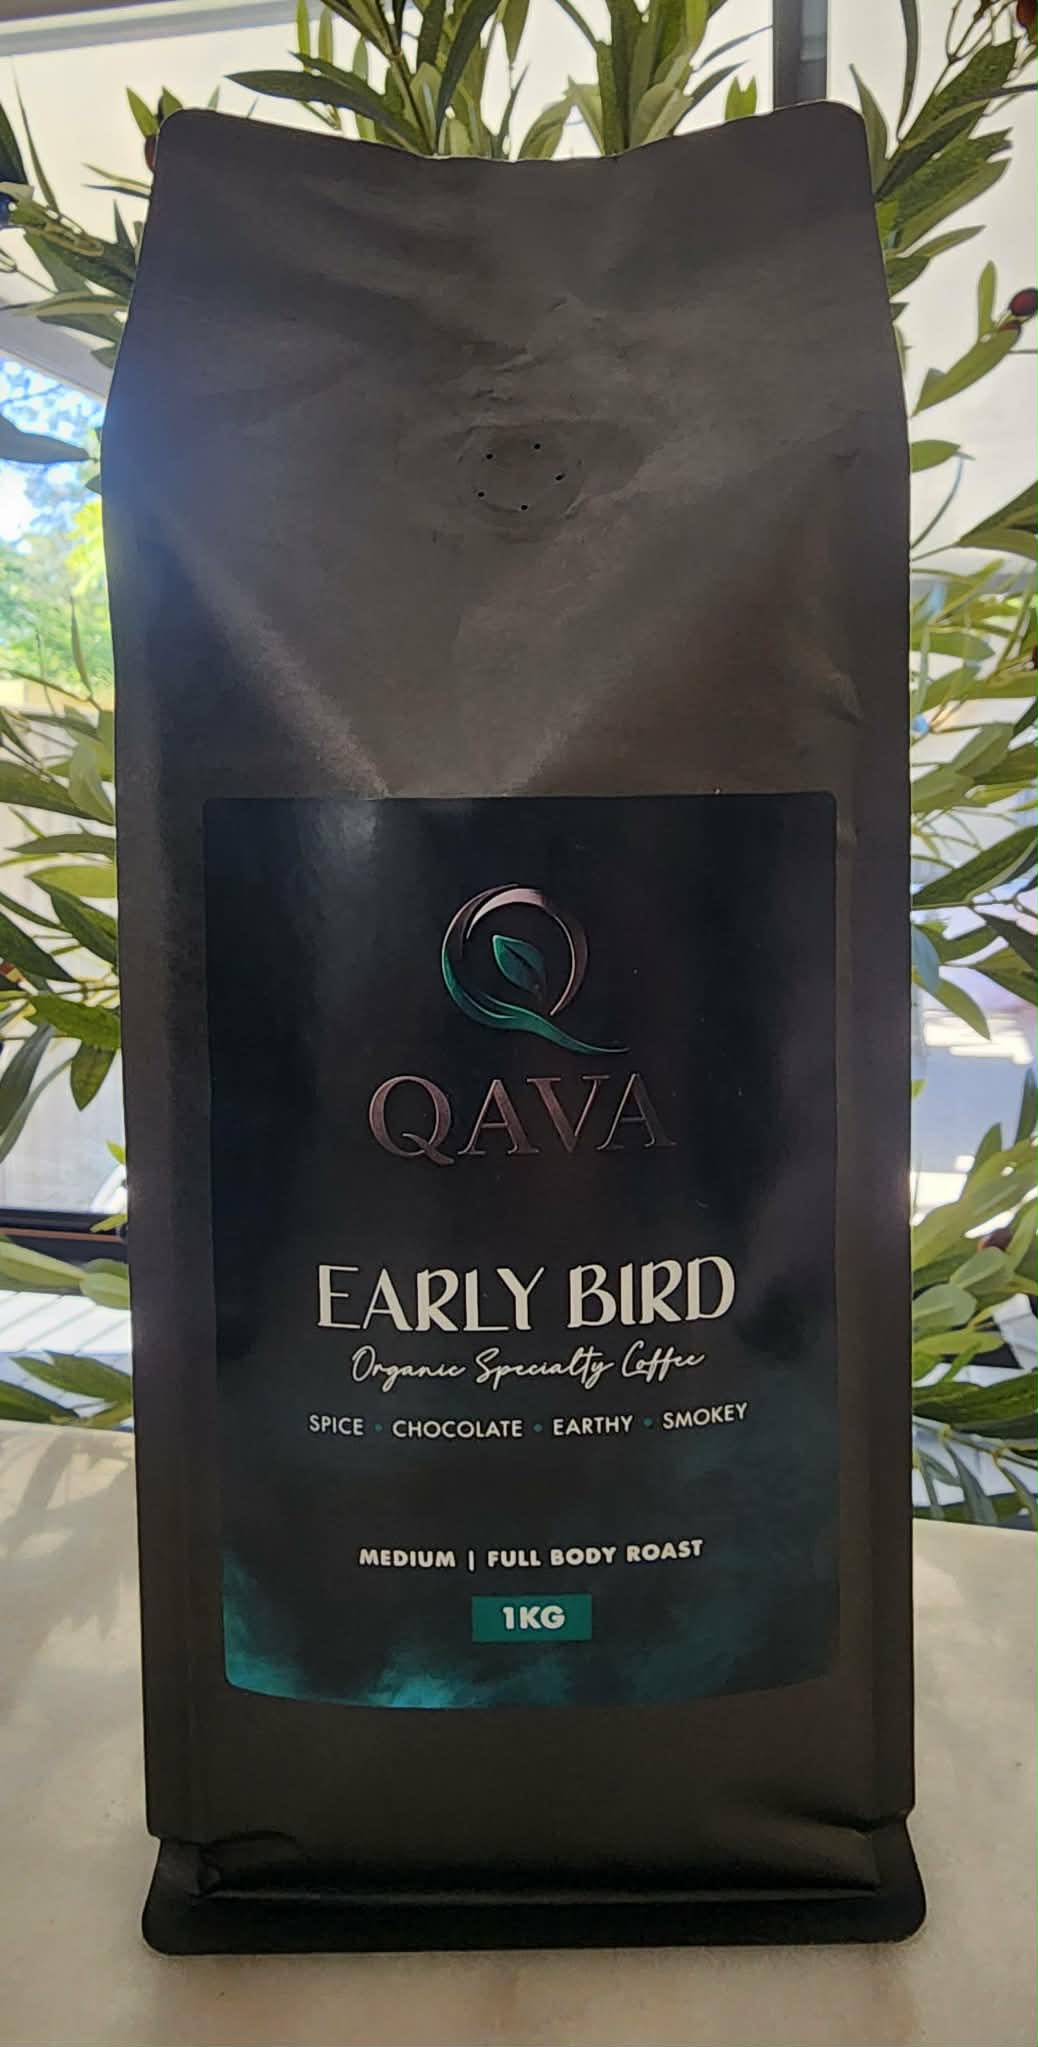 QAVA
EARLY BIRD
Organic Specialty Coffee
SPICE • CHOCOLATE • EARTHY • SMOKEY
MEDIUM | FULL BODY ROAST
1KG